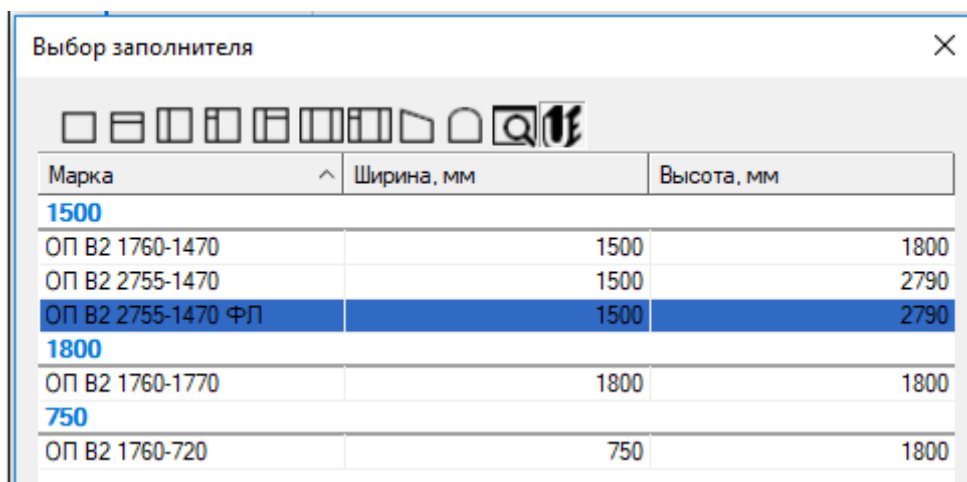 Выбор заполнителя
Марка Ширина, мм Высота, мм
1500
ОП В2 1760-1470 1500 1800
ОП В2 2755-1470 1500 2790
ОП В2 2755-1470 ФЛ 1500 2790
1800
ОП В2 1760-1770 1800 1800
750
ОП В2 1760-720 750 1800